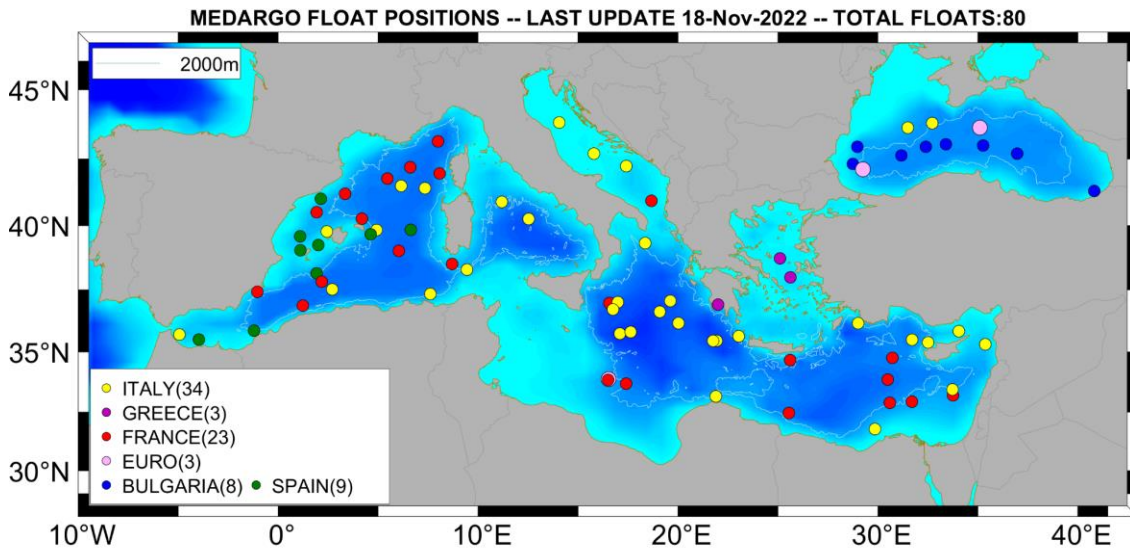 MEDARGO FLOAT POSITIONS -- LAST UPDATE 18-Nov-2022 -- TOTAL FLOATS:80
2000m
45°N
40°N
35°N
30°N
ITALY(34)
GREECE(3)
FRANCE(23)
EURO(3)
BULGARIA(8) SPAIN(9)
10°W 0° 10°E 20°E 30°E 40°E